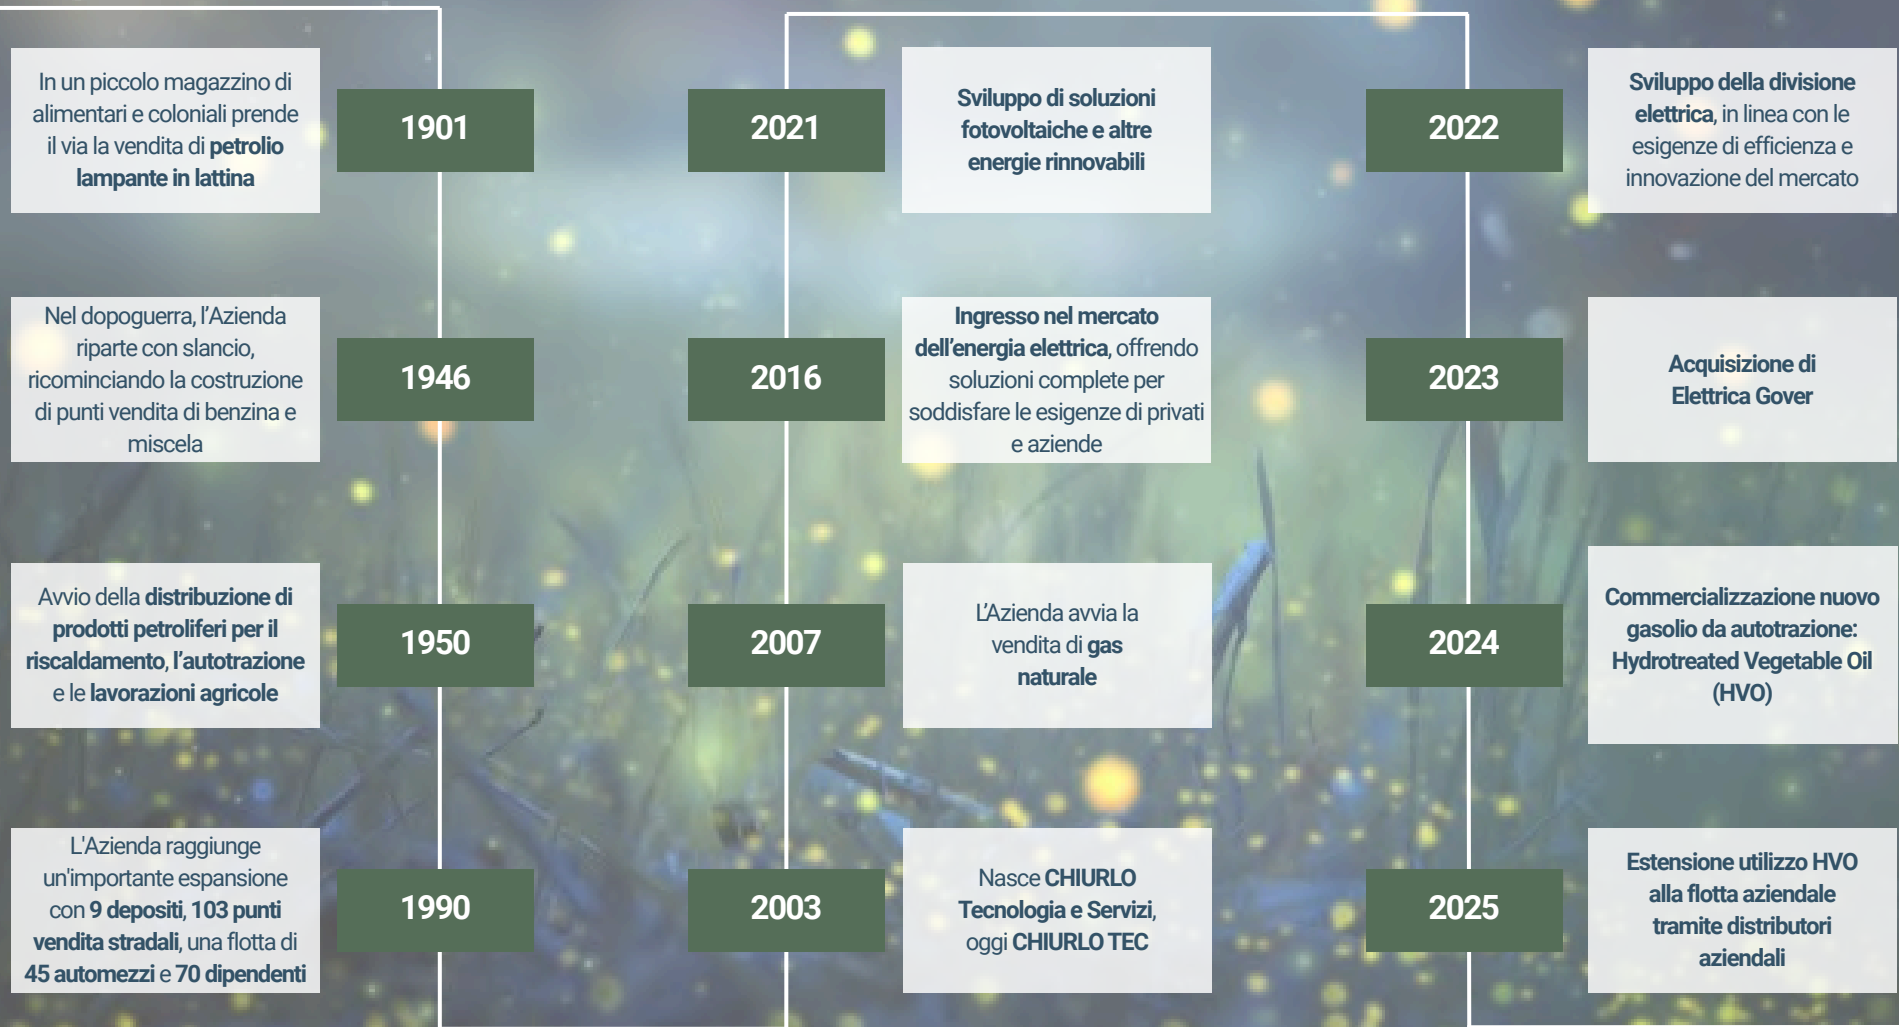 1901
In un piccolo magazzino di
alimentari e coloniali prende
il via la vendita di petrolio
lampante in lattina
1946
Nel dopoguerra, l’Azienda
riparte con slancio,
ricominciando la costruzione
di punti vendita di benzina e
miscela
1950
Avvio della distribuzione di
prodotti petroliferi per il
riscaldamento, l’autotrazione
e le lavorazioni agricole
1990
L'Azienda raggiunge
un'importante espansione
con 9 depositi, 103 punti
vendita stradali, una flotta di
45 automezzi e 70 dipendenti
2003
Nasce CHIURLO
Tecnologia e Servizi,
oggi CHIURLO TEC
2007
L’Azienda avvia la
vendita di gas
naturale
2016
Ingresso nel mercato
dell’energia elettrica, offrendo
soluzioni complete per
soddisfare le esigenze di privati
e aziende
2021
Sviluppo di soluzioni
fotovoltaiche e altre
energie rinnovabili
2022
Sviluppo della divisione
elettrica, in linea con le
esigenze di efficienza e
innovazione del mercato
2023
Acquisizione di
Elettrica Gover
2024
Commercializzazione nuovo
gasolio da autotrazione:
Hydrotreated Vegetable Oil
(HVO)
2025
Estensione utilizzo HVO
alla flotta aziendale
tramite distributori
aziendali